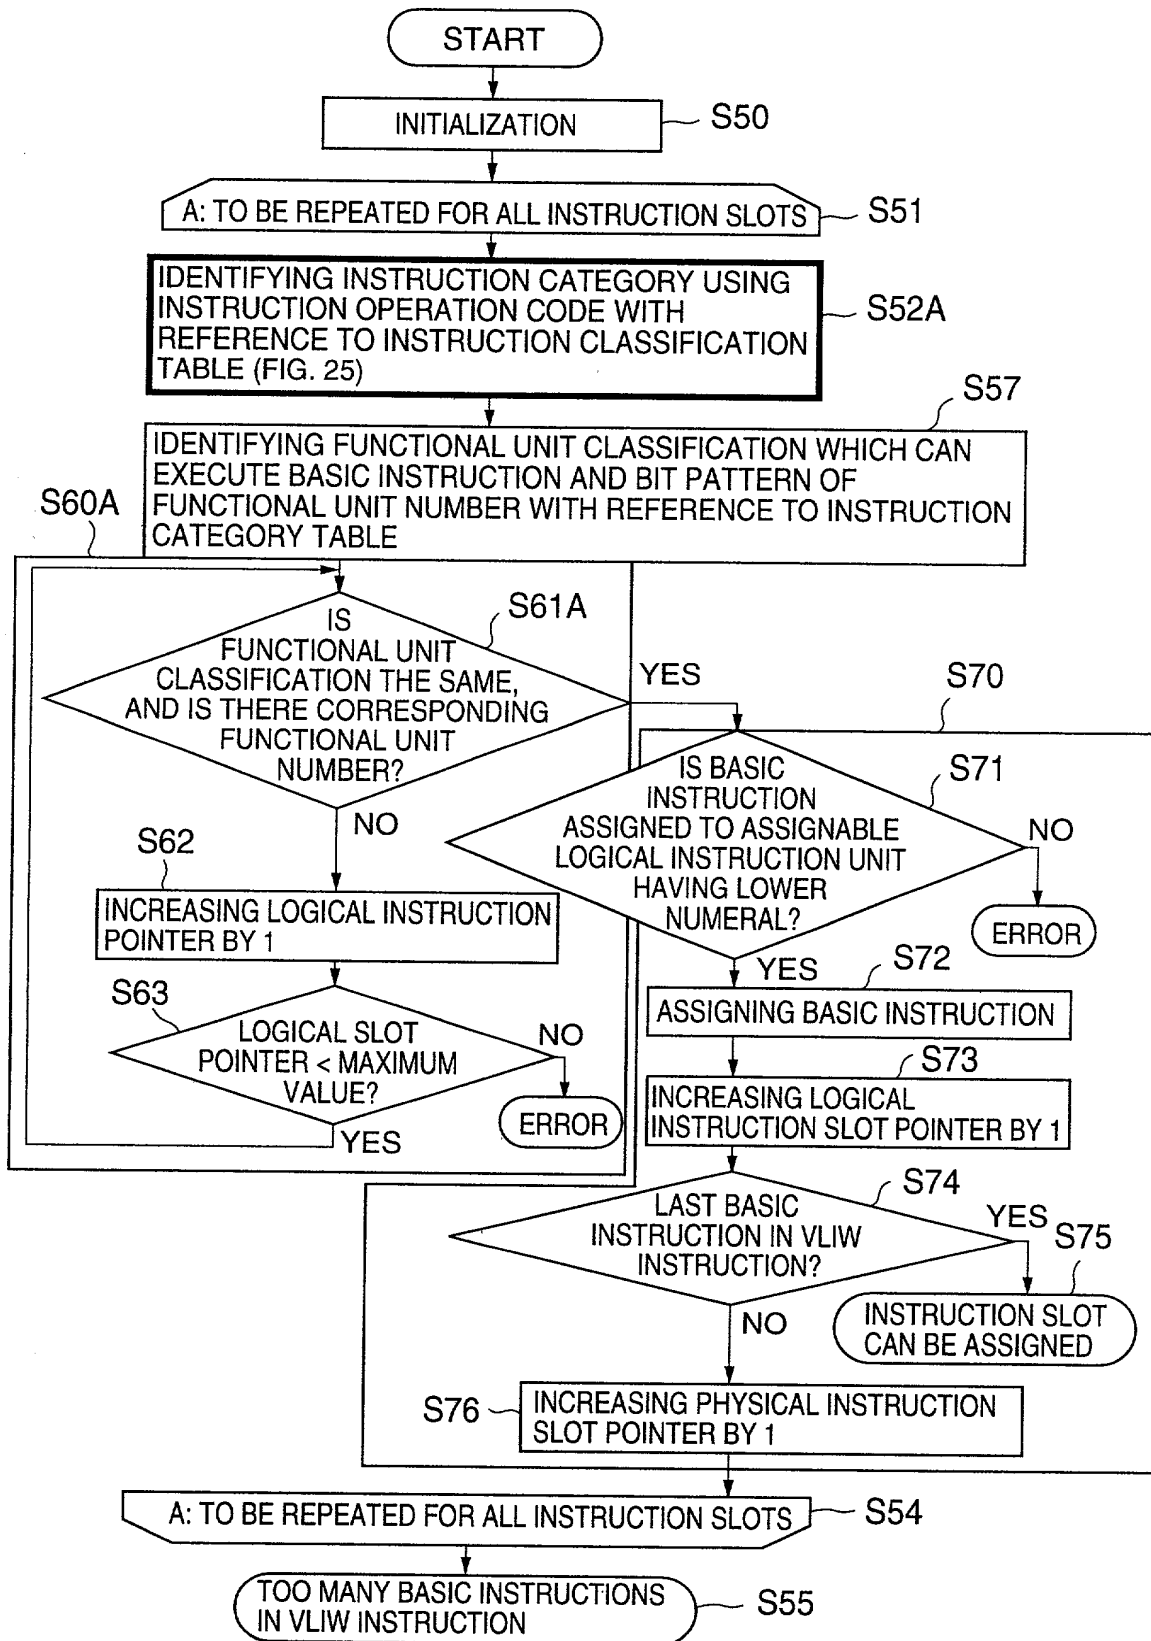 START
INITIALIZATION
S50
A: TO BE REPEATED FOR ALL INSTRUCTION SLOTS
S51
IDENTIFYING INSTRUCTION CATEGORY USING
INSTRUCTION OPERATION CODE WITH
REFERENCE TO INSTRUCTION CLASSIFICATION
TABLE (FIG. 25)
S52A
S57
IDENTIFYING FUNCTIONAL UNIT CLASSIFICATION WHICH CAN
EXECUTE BASIC INSTRUCTION AND BIT PATTERN OF
FUNCTIONAL UNIT NUMBER WITH REFERENCE TO INSTRUCTION
CATEGORY TABLE
S60A
S61A
IS
FUNCTIONAL UNIT
CLASSIFICATION THE SAME,
AND IS THERE CORRESPONDING
FUNCTIONAL UNIT
NUMBER?
YES
NO
S62
INCREASING LOGICAL INSTRUCTION
POINTER BY 1
S63
LOGICAL SLOT
POINTER < MAXIMUM
VALUE?
NO
ERROR
YES
S70
S71
IS BASIC
INSTRUCTION
ASSIGNED TO ASSIGNABLE
LOGICAL INSTRUCTION UNIT
HAVING LOWER
NUMERAL?
NO
ERROR
YES
S72
ASSIGNING BASIC INSTRUCTION
S73
INCREASING LOGICAL
INSTRUCTION SLOT POINTER BY 1
S74
LAST BASIC
INSTRUCTION IN VLIW
INSTRUCTION?
YES
S75
INSTRUCTION SLOT
CAN BE ASSIGNED
NO
S76
INCREASING PHYSICAL INSTRUCTION
SLOT POINTER BY 1
A: TO BE REPEATED FOR ALL INSTRUCTION SLOTS
S54
TOO MANY BASIC INSTRUCTIONS
IN VLIW INSTRUCTION
S55